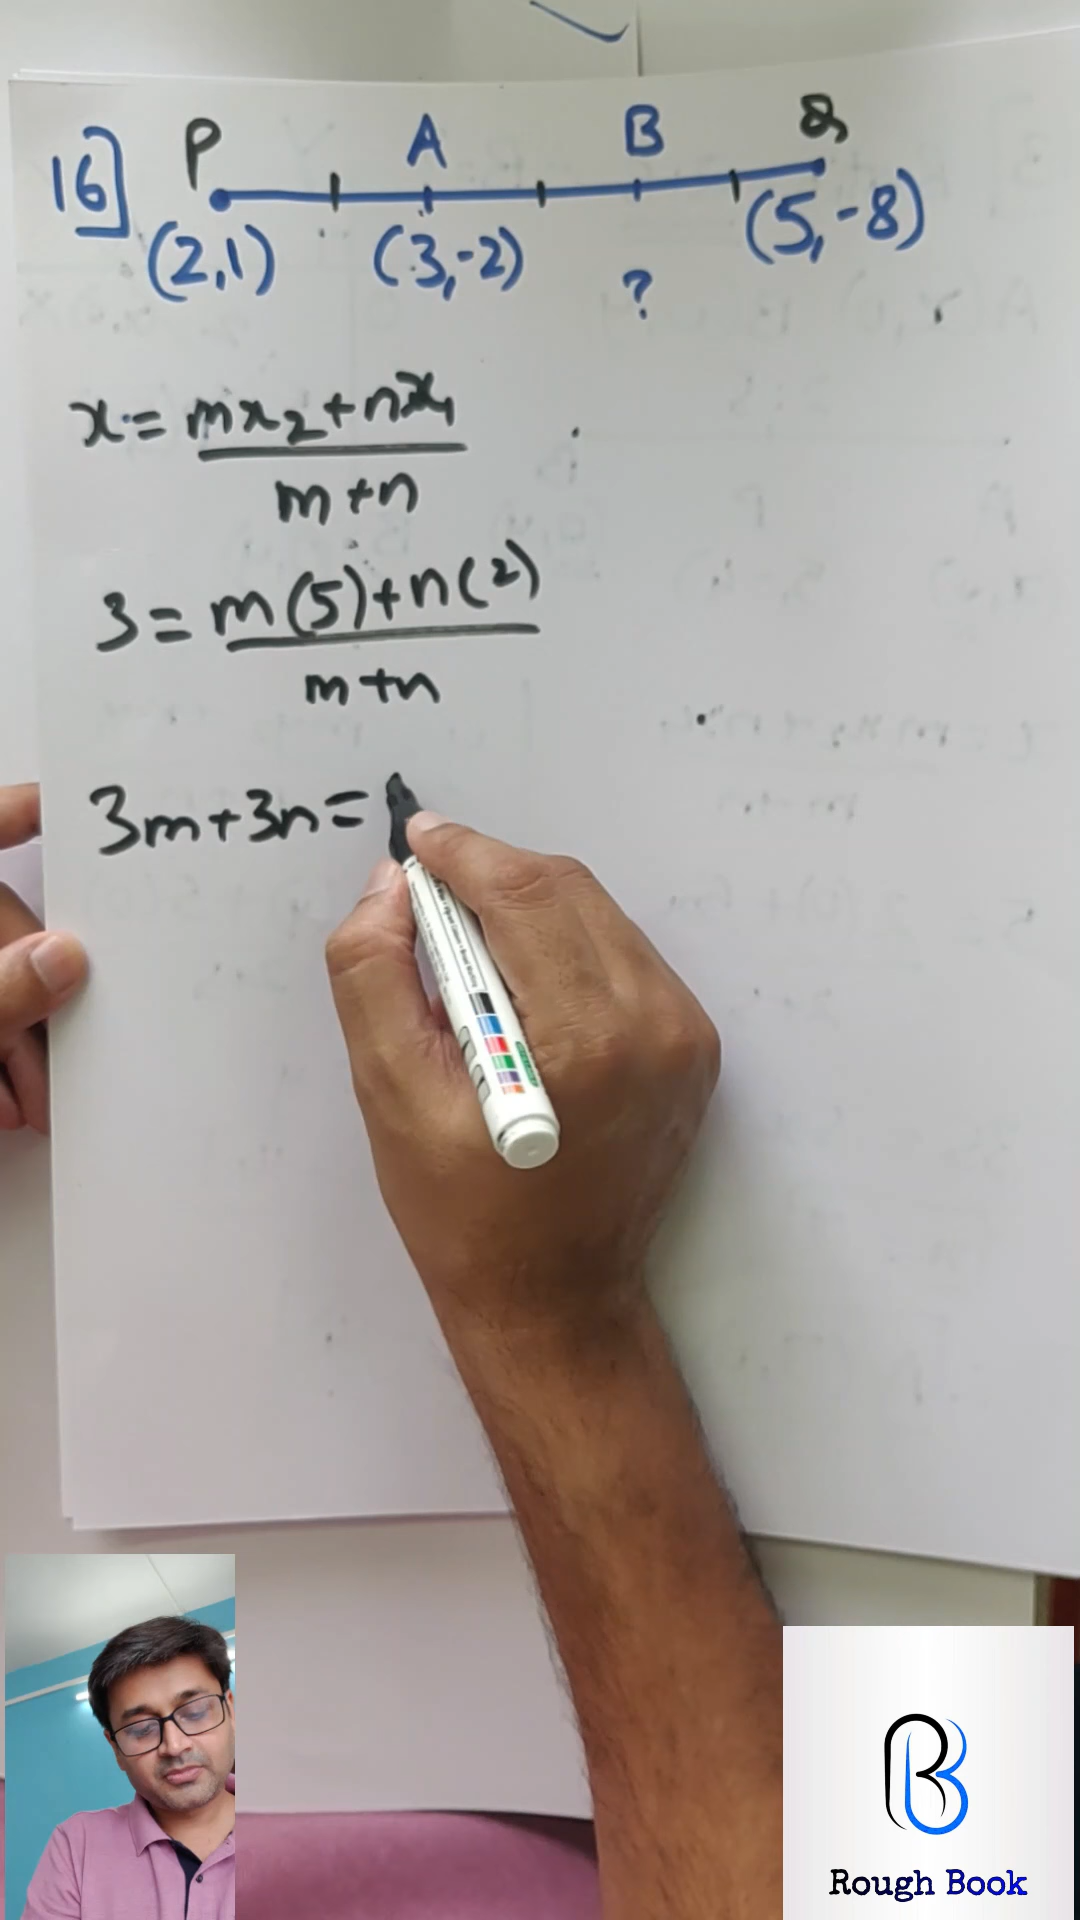 16] P A B Q
(2,1) (3,-2) ? (5,-8)
x = mx₂+nx₁
m+n
3 = m(5)+n(2)
m+n
3m+3n=
B
Rough Book